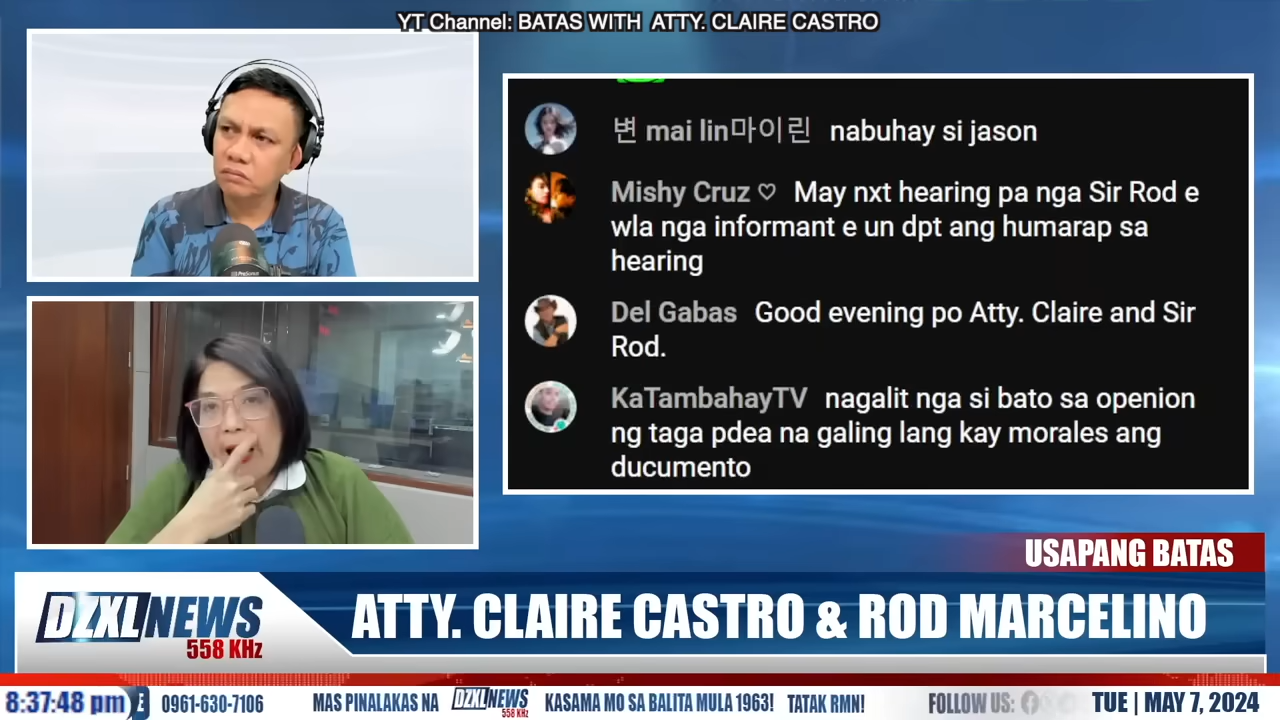 YT Channel: BATAS WITH ATTY. CLAIRE CASTRO
변 mai lin마이린 nabuhay si jason
Mishy Cruz ♡ May nxt hearing pa nga Sir Rod e
wla nga informant e un dpt ang humarap sa
hearing
Del Gabas Good evening po Atty. Claire and Sir
Rod.
KaTambahayTV nagalit nga si bato sa openion
ng taga pdea na galing lang kay morales ang
ducumento
USAPANG BATAS
DZXL NEWS
558 KHz
ATTY. CLAIRE CASTRO & ROD MARCELINO
8:37:48 pm
0961-630-7106
MAS PINALAKAS NA DZXL NEWS 558 KHz KASAMA MO SA BALITA MULA 1963! TATAK RMN!
FOLLOW US:
TUE | MAY 7, 2024